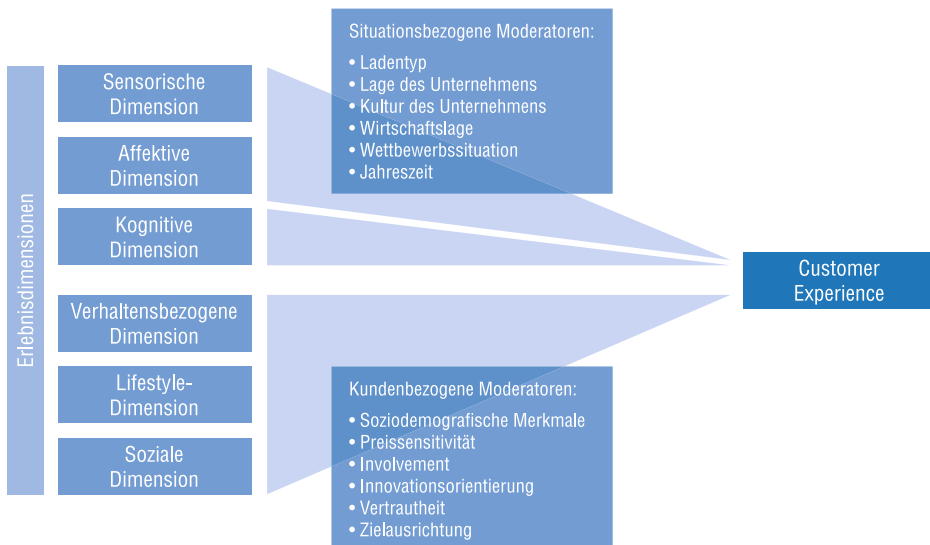 Erlebnisdimensionen
Sensorische
Dimension
Affektive
Dimension
Kognitive
Dimension
Verhaltensbezogene
Dimension
Lifestyle-
Dimension
Soziale
Dimension
Situationsbezogene Moderatoren:
• Ladentyp
• Lage des Unternehmens
• Kultur des Unternehmens
• Wirtschaftslage
• Wettbewerbssituation
• Jahreszeit
Kundenbezogene Moderatoren:
• Soziodemografische Merkmale
• Preissensitivität
• Involvement
• Innovationsorientierung
• Vertrautheit
• Zielausrichtung
Customer
Experience